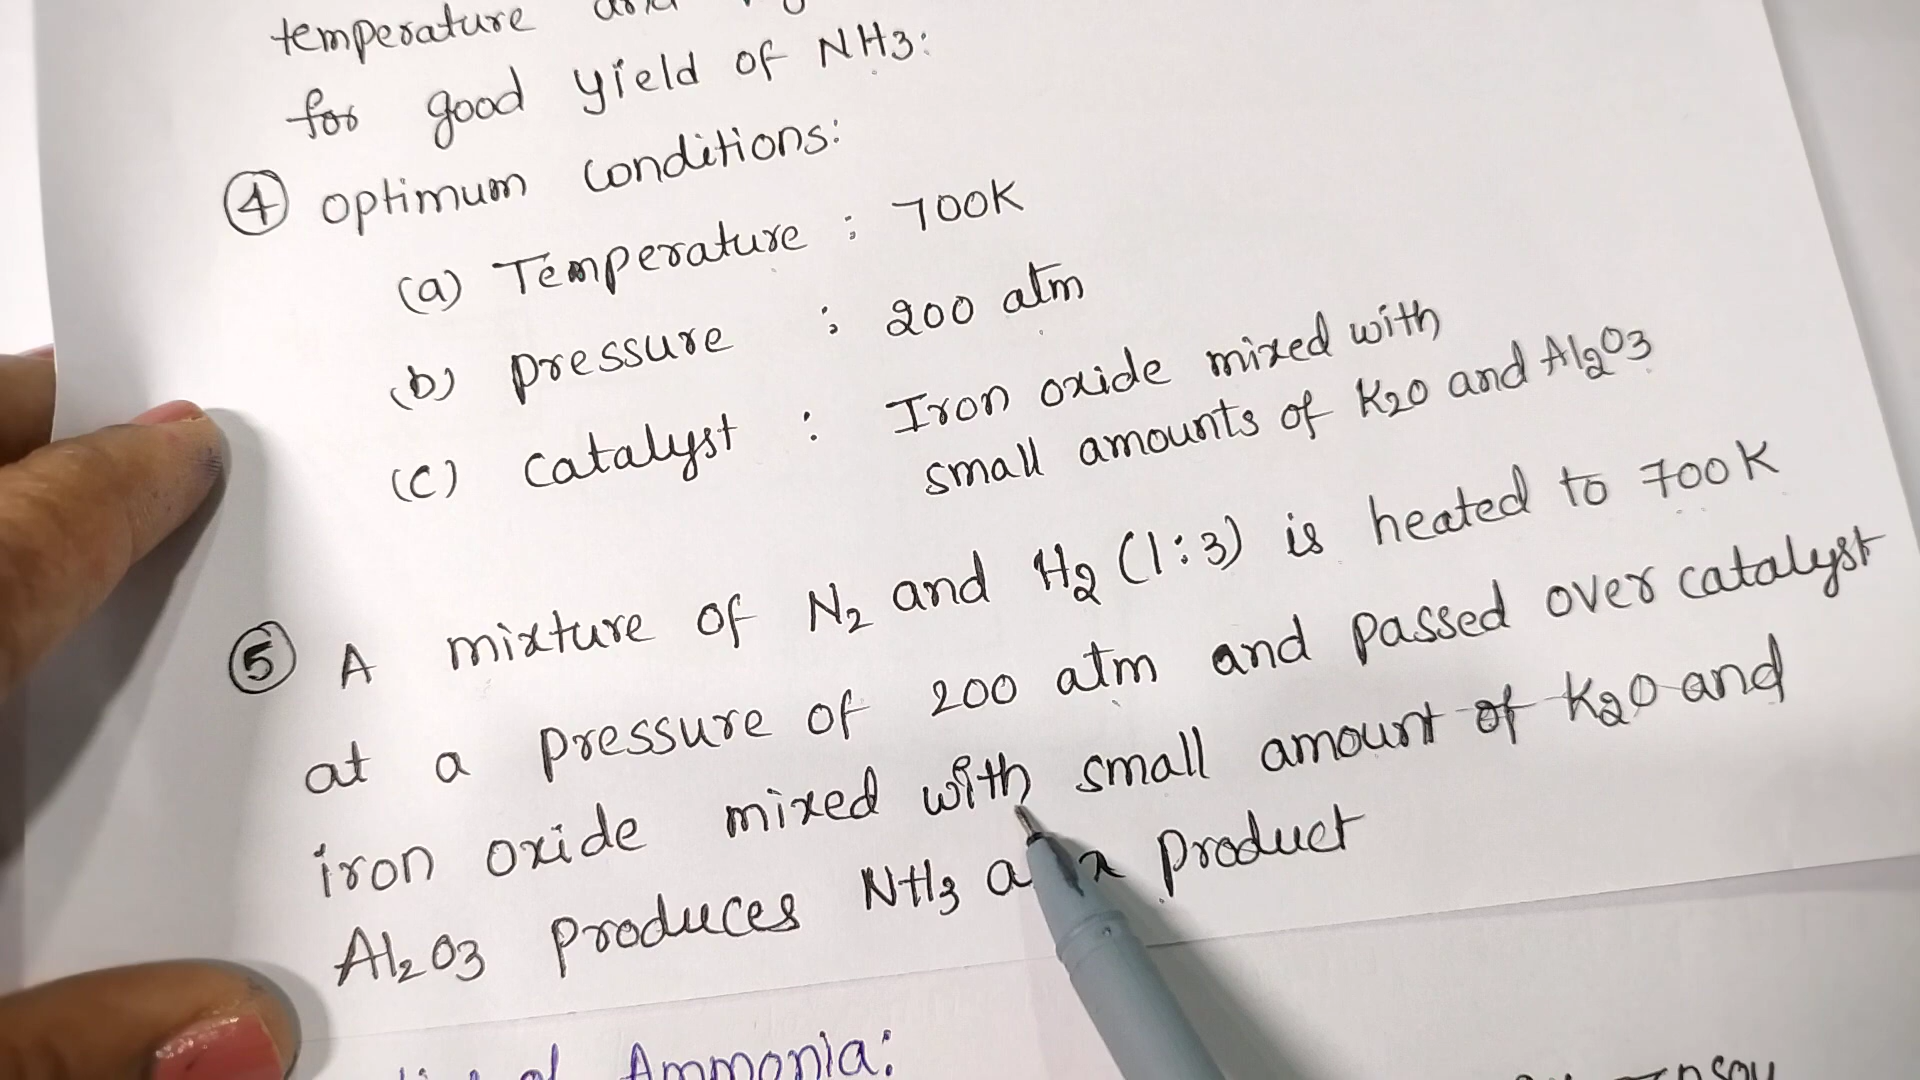 temperature and
for good yield of NH3:
④ optimum conditions:
(a) Temperature : 700K
(b) pressure : 200 atm
(c) catalyst : Iron oxide mixed with
small amounts of K2O and Al2O3
⑤ A mixture of N2 and H2 (1:3) is heated to 700K
at a pressure of 200 atm and passed over catalyst
iron oxide mixed with small amount of K2O and
Al2O3 produces NH3 a product
of Ammonia: